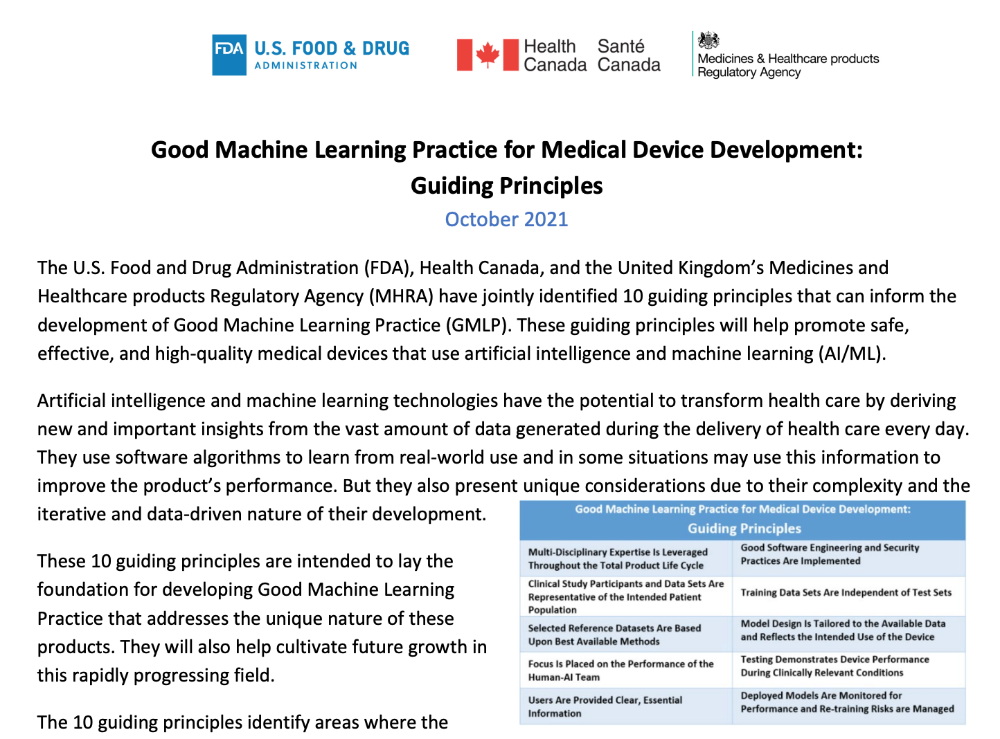 FDA U.S. FOOD & DRUG
ADMINISTRATION
Health Canada
Santé Canada
Medicines & Healthcare products
Regulatory Agency
Good Machine Learning Practice for Medical Device Development:
Guiding Principles
October 2021
The U.S. Food and Drug Administration (FDA), Health Canada, and the United Kingdom’s Medicines and
Healthcare products Regulatory Agency (MHRA) have jointly identified 10 guiding principles that can inform the
development of Good Machine Learning Practice (GMLP). These guiding principles will help promote safe,
effective, and high-quality medical devices that use artificial intelligence and machine learning (AI/ML).
Artificial intelligence and machine learning technologies have the potential to transform health care by deriving
new and important insights from the vast amount of data generated during the delivery of health care every day.
They use software algorithms to learn from real-world use and in some situations may use this information to
improve the product’s performance. But they also present unique considerations due to their complexity and the
iterative and data-driven nature of their development.
These 10 guiding principles are intended to lay the
foundation for developing Good Machine Learning
Practice that addresses the unique nature of these
products. They will also help cultivate future growth in
this rapidly progressing field.
The 10 guiding principles identify areas where the
Good Machine Learning Practice for Medical Device Development:
Guiding Principles
Multi-Disciplinary Expertise Is Leveraged
Throughout the Total Product Life Cycle
Good Software Engineering and Security
Practices Are Implemented
Clinical Study Participants and Data Sets Are
Representative of the Intended Patient
Population
Training Data Sets Are Independent of Test Sets
Selected Reference Datasets Are Based
Upon Best Available Methods
Model Design Is Tailored to the Available Data
and Reflects the Intended Use of the Device
Focus Is Placed on the Performance of the
Human-AI Team
Testing Demonstrates Device Performance
During Clinically Relevant Conditions
Users Are Provided Clear, Essential
Information
Deployed Models Are Monitored for
Performance and Re-training Risks are Managed